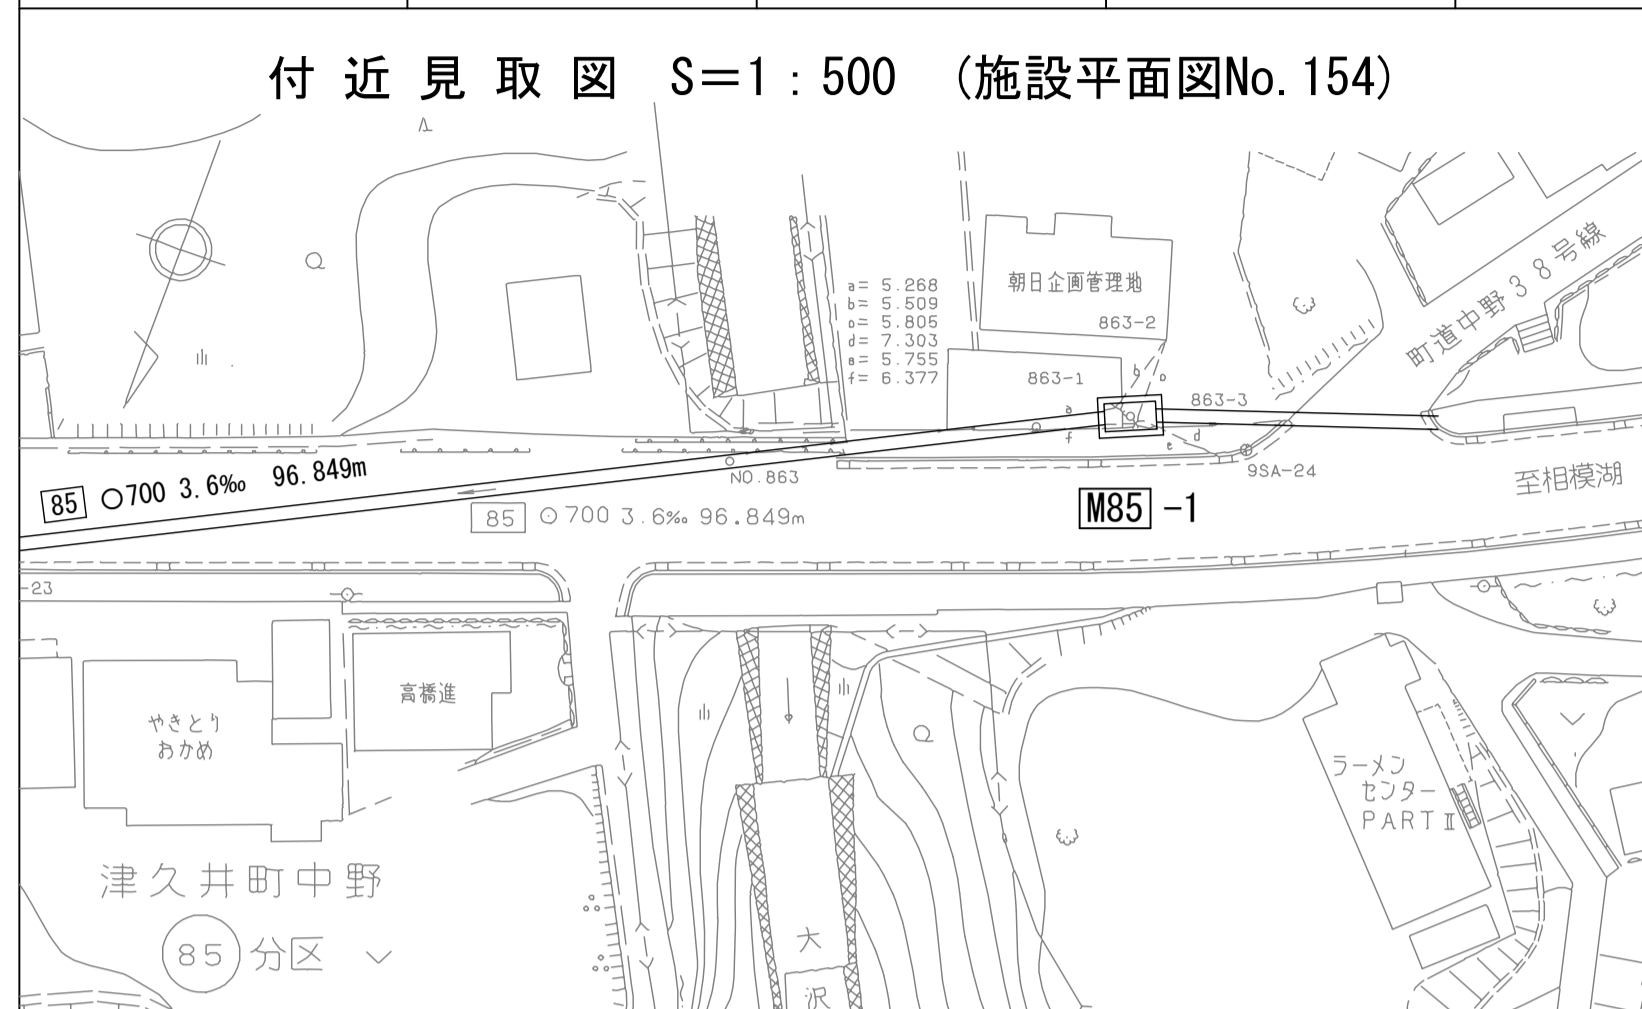 付近見取図 S=1:500 (施設平面図No.154)
町道中野38号線
朝日企画管理地
863-2
a= 5.268
b= 5.509
o= 5.805
d= 7.303
e= 5.755
f= 6.377
863-1
b
o
863-3
a
f
d
e
9SA-24
至相模湖
NO.863
85 ○700 3.6‰ 96.849m
85 ○700 3.6‰ 96.849m
M85 -1
-23
高橋進
やきとり
おかめ
ラーメン
センター
PARTⅡ
津久井町中野
85 分区
大
沢